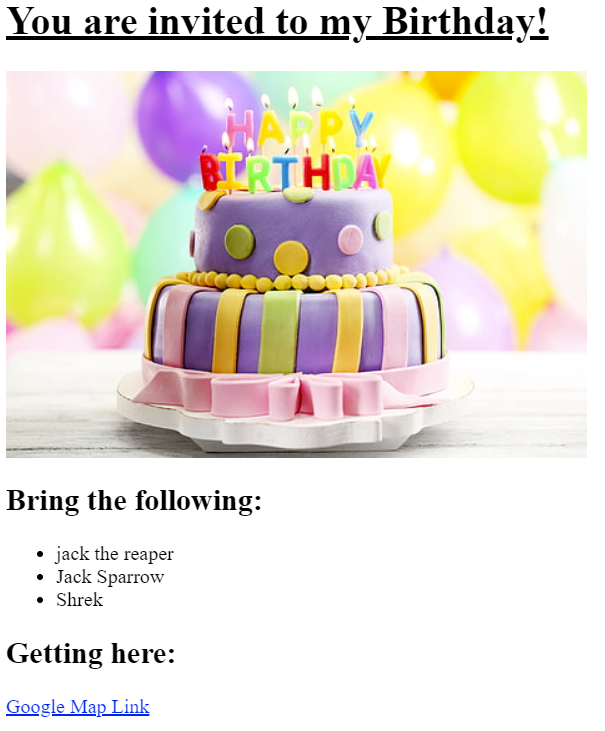 You are invited to my Birthday!
HAPPY
BIRTHDAY
Bring the following:
jack the reaper
Jack Sparrow
Shrek
Getting here:
Google Map Link